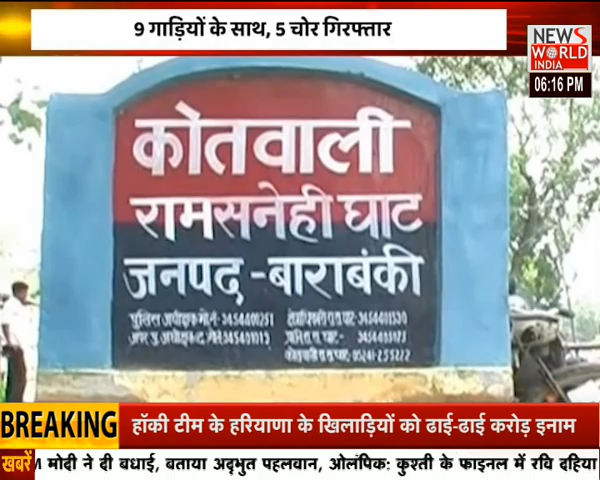 9 गाड़ियों के साथ, 5 चोर गिरफ्तार
NEWS
WORLD
INDIA
06:16 PM
कोतवाली
रामसनेही घाट
जनपद - बाराबंकी
BREAKING
हॉकी टीम के हरियाणा के खिलाड़ियों को ढाई-ढाई करोड़ इनाम
खबरें
मोदी ने दी बधाई, बताया अद्भुत पहलवान, ओलंपिक: कुश्ती के फाइनल में रवि दहिया